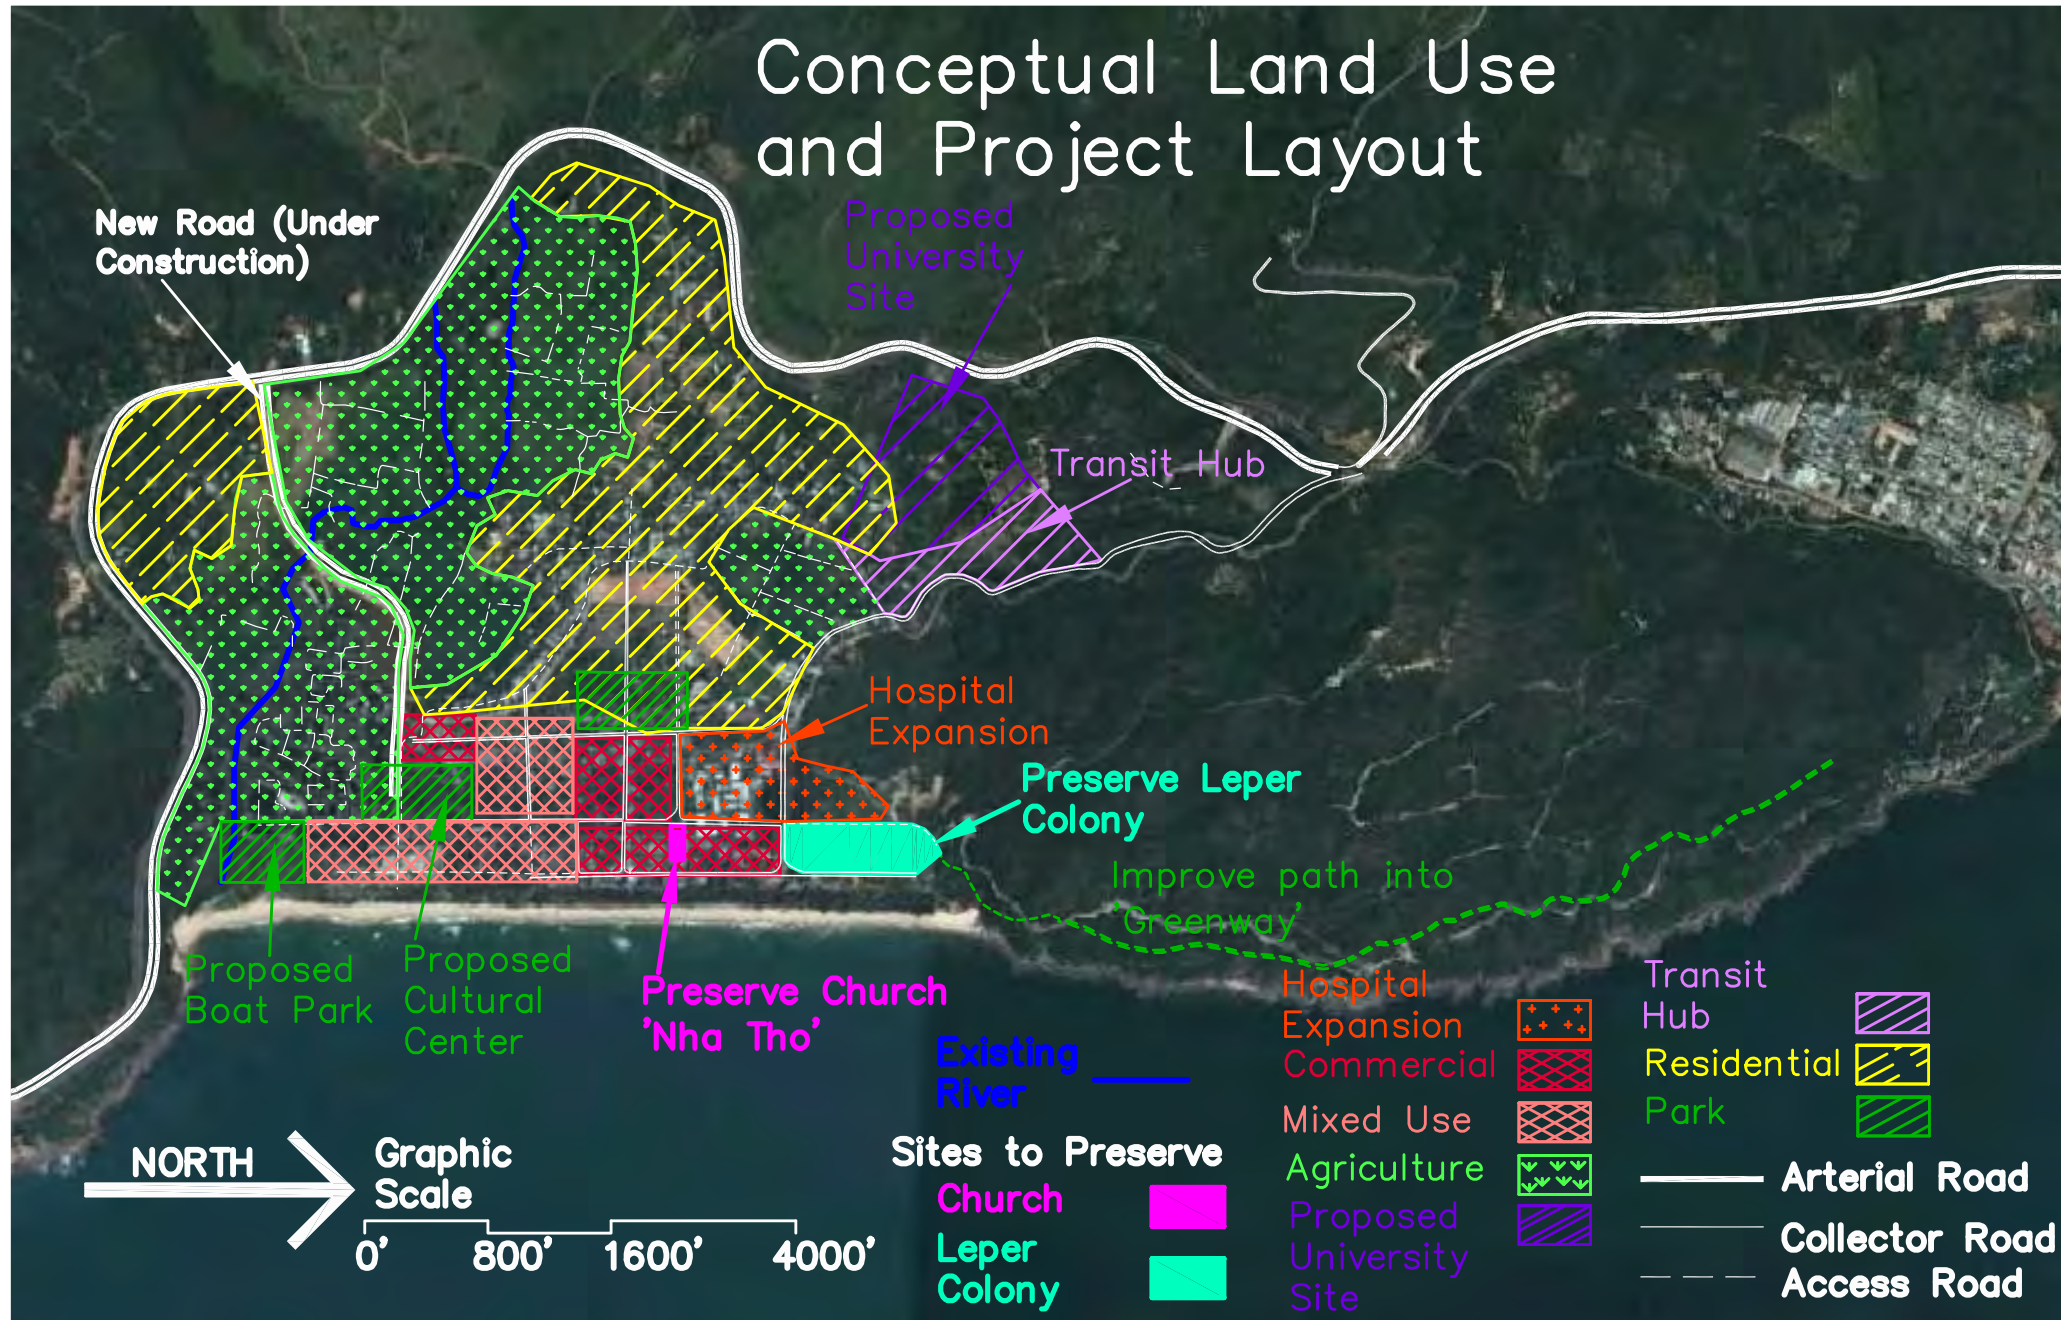 Conceptual Land Use
and Project Layout
New Road (Under
Construction)
Proposed
University
Site
Transit Hub
Hospital
Expansion
Preserve Leper
Colony
Improve path into
'Greenway'
Proposed
Boat Park
Proposed
Cultural
Center
Preserve Church
'Nha Tho'
Existing
River
Sites to Preserve
Church
Leper
Colony
Hospital
Expansion
Commercial
Mixed Use
Agriculture
Proposed
University
Site
Transit
Hub
Residential
Park
Arterial Road
Collector Road
Access Road
NORTH
Graphic
Scale
0' 800' 1600' 4000'